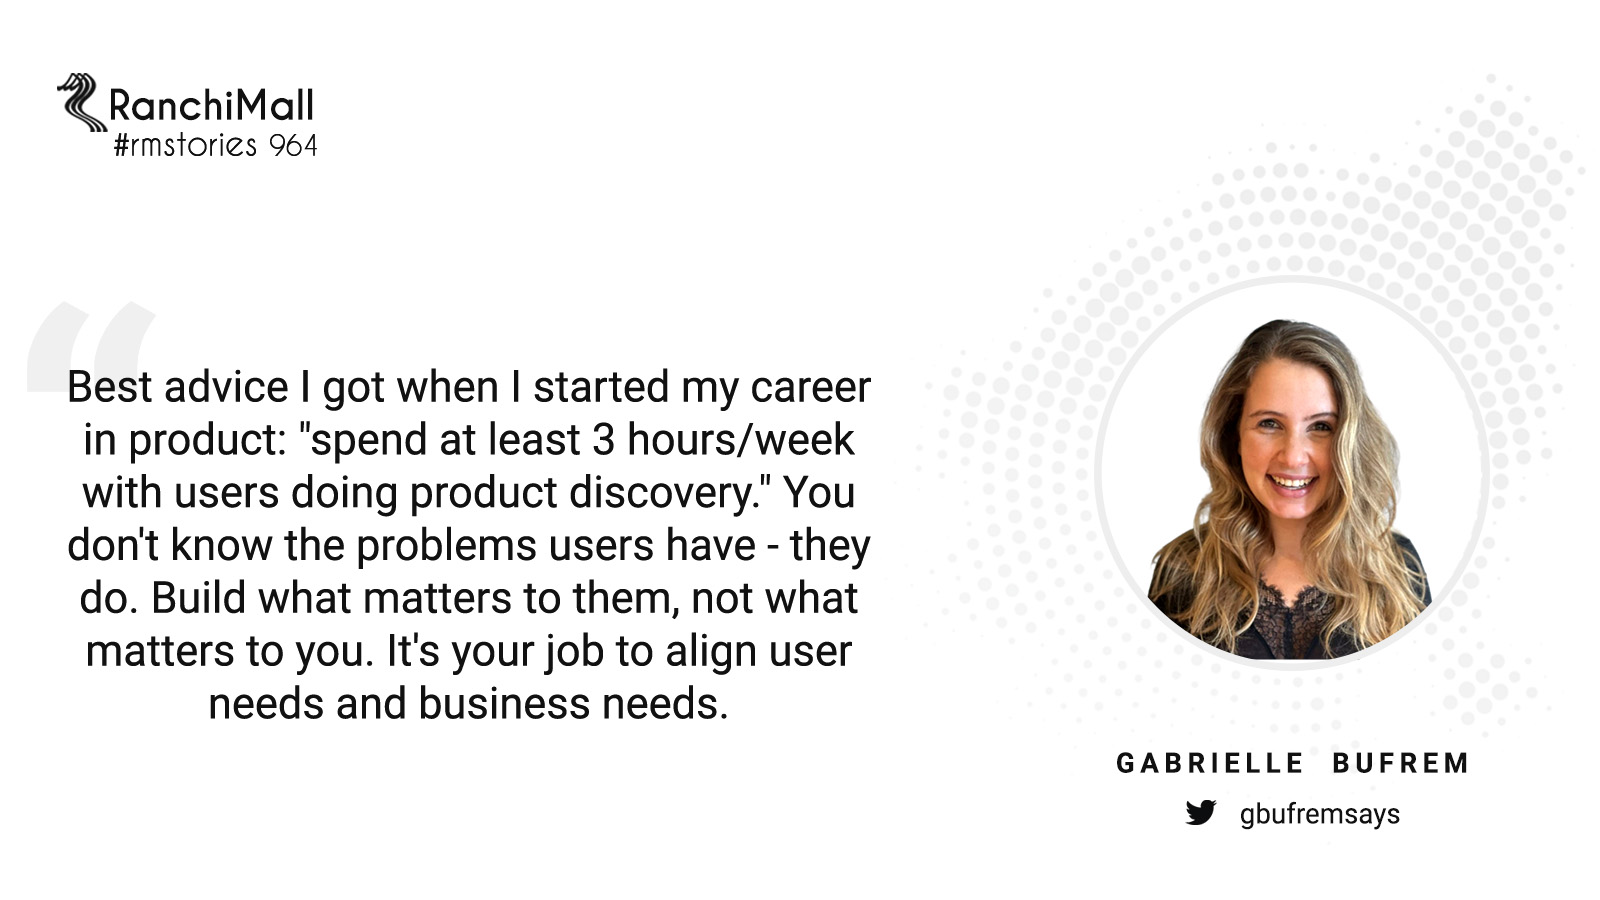 RanchiMall
#rmstories 964
Best advice I got when I started my career
in product: "spend at least 3 hours/week
with users doing product discovery." You
don't know the problems users have - they
do. Build what matters to them, not what
matters to you. It's your job to align user
needs and business needs.
GABRIELLE BUFREM
gbufremsays